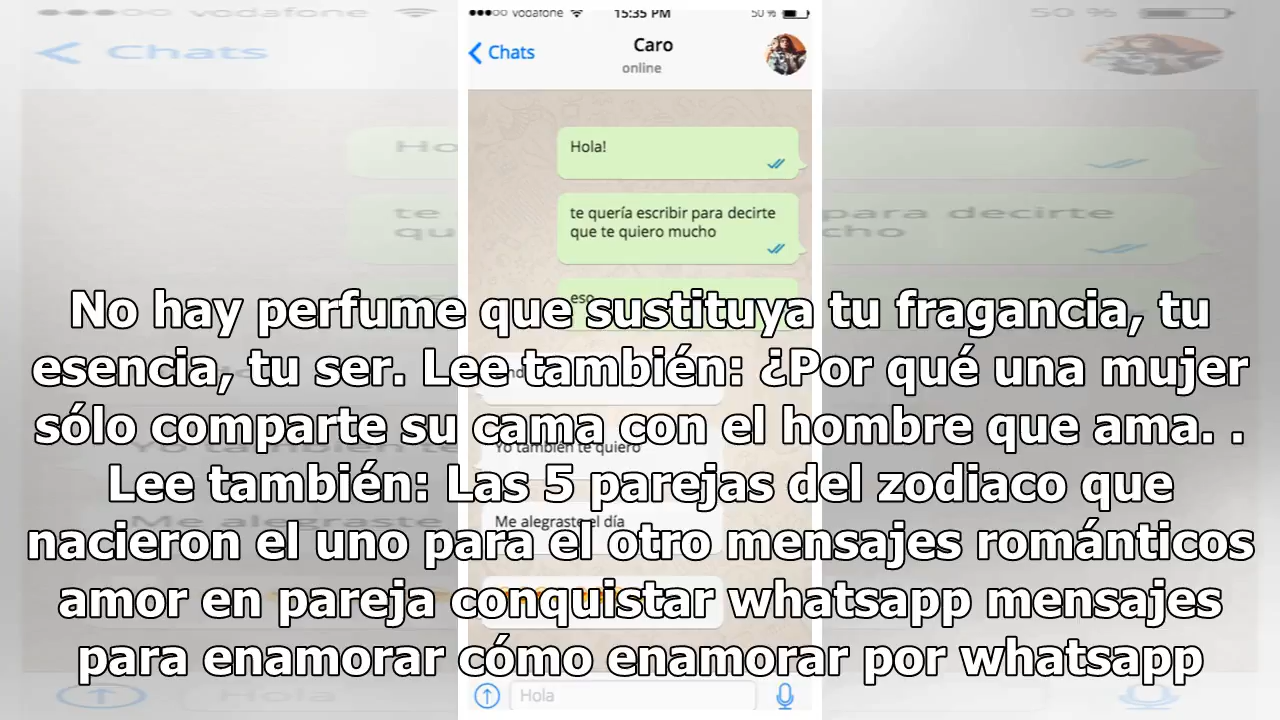 vodafone 15:35 PM 50 %
Chats
Caro
online
Hola!
te quería escribir para decirte
que te quiero mucho
eso
No hay perfume que sustituya tu fragancia, tu
esencia, tu ser. Lee también: ¿Por qué una mujer
sólo comparte su cama con el hombre que ama. .
Lee también: Las 5 parejas del zodiaco que
nacieron el uno para el otro mensajes románticos
amor en pareja conquistar whatsapp mensajes
para enamorar cómo enamorar por whatsapp
Yo también te quiero
Me alegraste el día
Hola